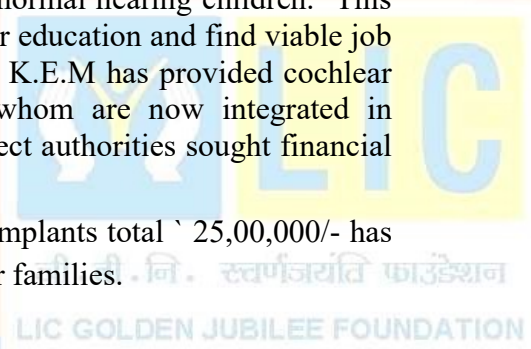 normal hearing children. This
r education and find viable job
K.E.M has provided cochlear
whom are now integrated in
ect authorities sought financial
LIC
mplants total ` 25,00,000/- has
r families.
.नि. स्वर्णजयंति फाउंडेशन
LIC GOLDEN JUBILEE FOUNDATION